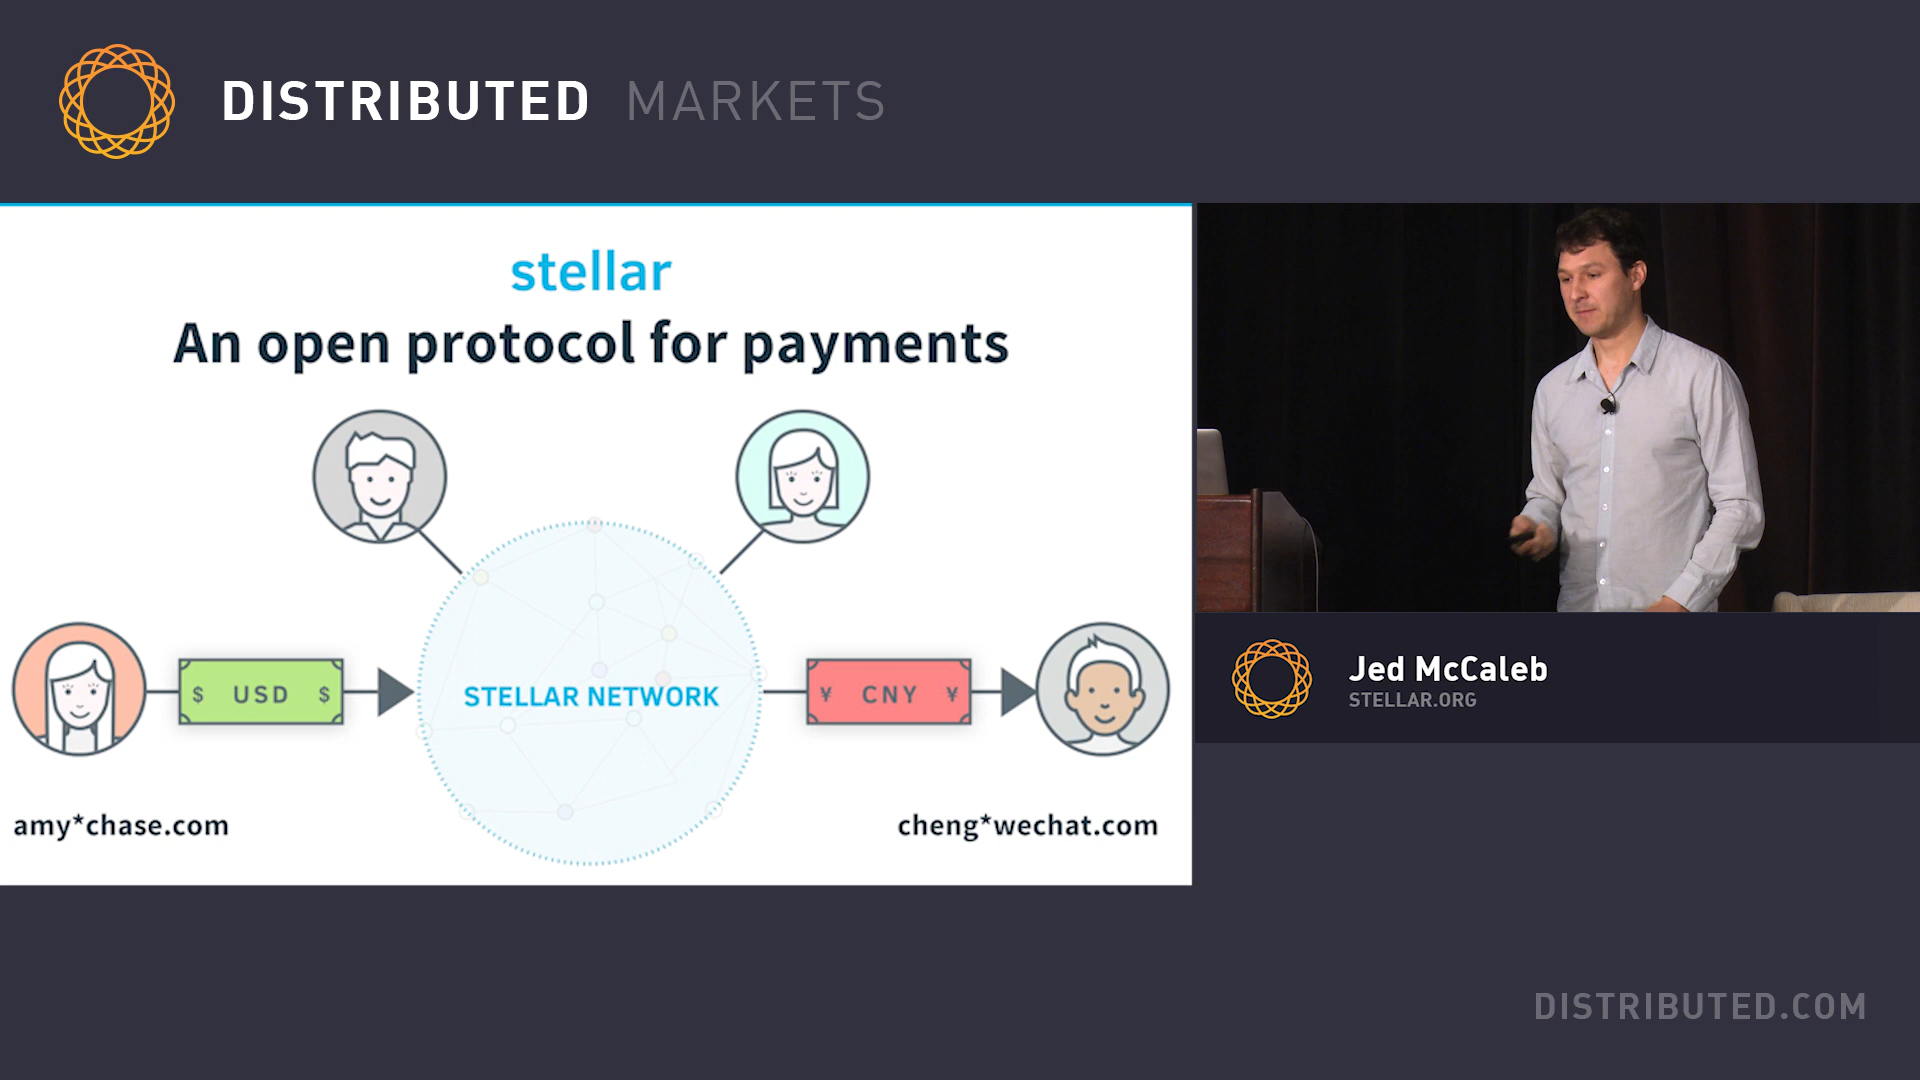 DISTRIBUTED MARKETS
stellar
An open protocol for payments
$ USD $
STELLAR NETWORK
¥ CNY ¥
amy*chase.com
cheng*wechat.com
Jed McCaleb
STELLAR.ORG
DISTRIBUTED.COM